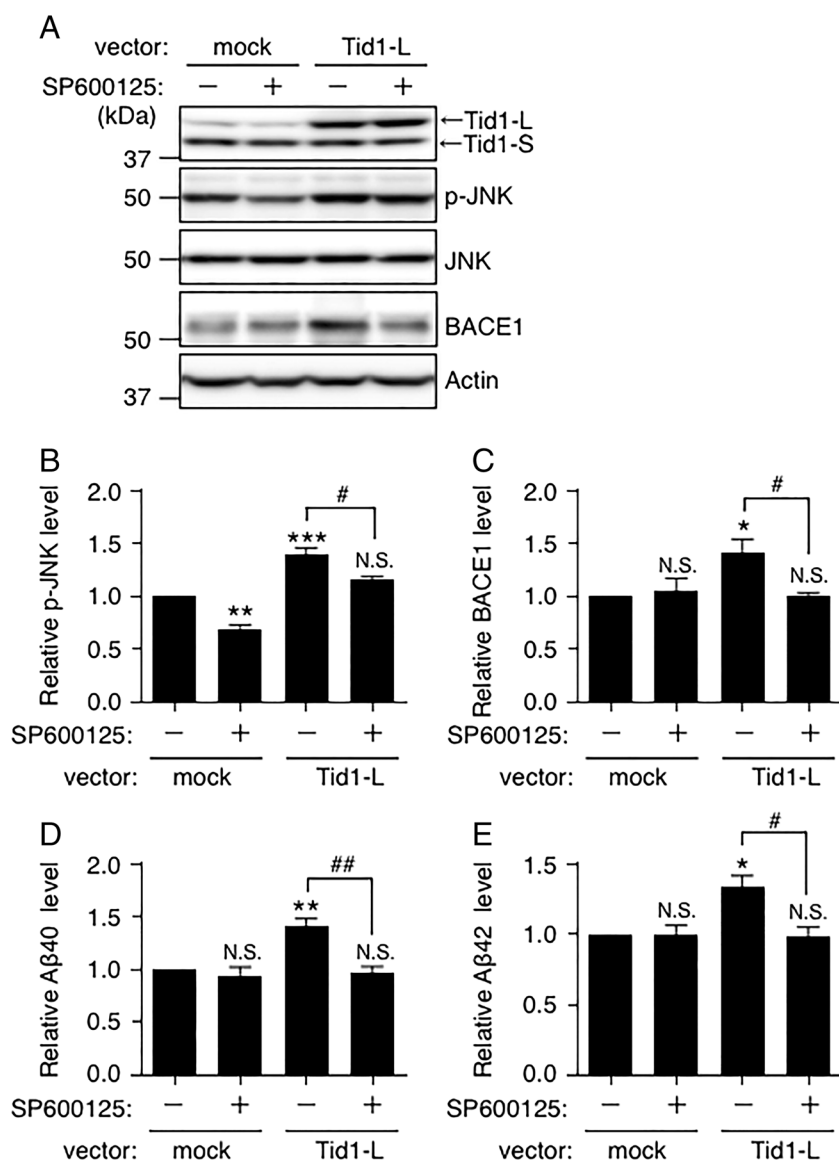 A
vector: mock Tid1-L
SP600125: − + − +
(kDa)
←Tid1-L
←Tid1-S
37
50 p-JNK
50 JNK
BACE1
50
Actin
37
B
Relative p-JNK level
2.0
1.5
1.0
0.5
0.0
**
***
#
N.S.
SP600125: − + − +
vector: mock Tid1-L
C
Relative BACE1 level
2.0
1.5
1.0
0.5
0.0
N.S.
*
#
N.S.
SP600125: − + − +
vector: mock Tid1-L
D
Relative Aβ40 level
2.0
1.5
1.0
0.5
0.0
N.S.
**
##
N.S.
SP600125: − + − +
vector: mock Tid1-L
E
Relative Aβ42 level
1.5
1.0
0.5
0.0
N.S.
*
#
N.S.
SP600125: − + − +
vector: mock Tid1-L